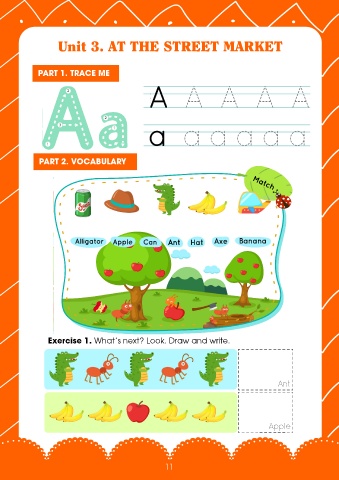 Unit 3. AT THE STREET MARKET
PART 1. TRACE ME
Aa
A A A A A
a a a a a a
PART 2. VOCABULARY
Match
Alligator Apple Can Ant Hat Axe Banana
Exercise 1. What's next? Look. Draw and write.
Ant
Apple
11